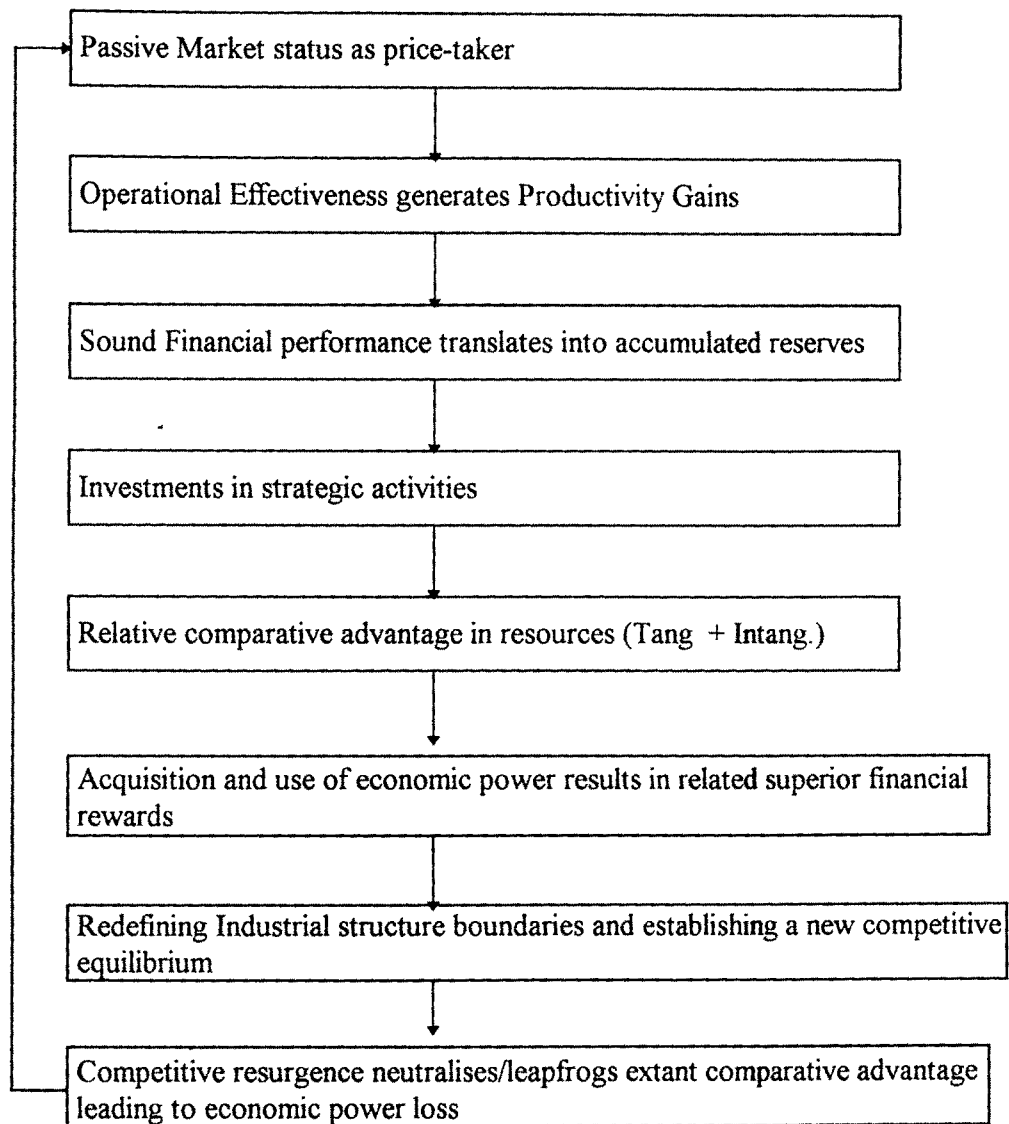 Passive Market status as price-taker
Operational Effectiveness generates Productivity Gains
Sound Financial performance translates into accumulated reserves
Investments in strategic activities
Relative comparative advantage in resources (Tang + Intang.)
Acquisition and use of economic power results in related superior financial
rewards
Redefining Industrial structure boundaries and establishing a new competitive
equilibrium
Competitive resurgence neutralises/leapfrogs extant comparative advantage
leading to economic power loss